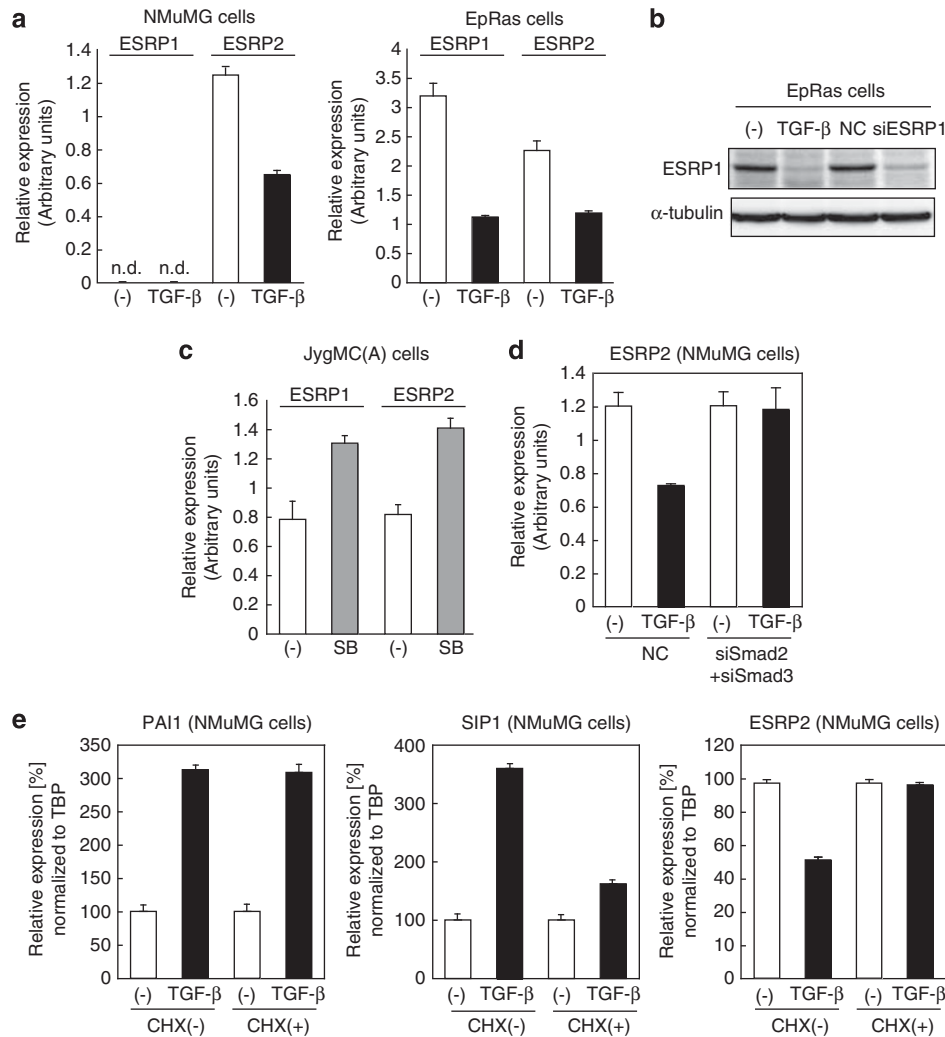 a
NMuMG cells
ESRP1 ESRP2
Relative expression
(Arbitrary units)
1.4
1.2
1
0.8
0.6
0.4
0.2
0
n.d. n.d.
(-) TGF-β (-) TGF-β
EpRas cells
ESRP1 ESRP2
Relative expression
(Arbitrary units)
4
3.5
3
2.5
2
1.5
1
0.5
0
(-) TGF-β (-) TGF-β
b
EpRas cells
(-) TGF-β NC siESRP1
ESRP1
α-tubulin
c
JygMC(A) cells
ESRP1 ESRP2
Relative expression
(Arbitrary units)
1.6
1.4
1.2
1
0.8
0.6
0.4
0.2
0
(-) SB (-) SB
d
ESRP2 (NMuMG cells)
Relative expression
(Arbitrary units)
1.4
1.2
1
0.8
0.6
0.4
0.2
0
(-) TGF-β (-) TGF-β
NC siSmad2
+siSmad3
e
PAI1 (NMuMG cells)
Relative expression [%]
normalized to TBP
350
300
250
200
150
100
50
0
(-) TGF-β (-) TGF-β
CHX(-) CHX(+)
SIP1 (NMuMG cells)
Relative expression [%]
normalized to TBP
400
300
200
100
0
(-) TGF-β (-) TGF-β
CHX(-) CHX(+)
ESRP2 (NMuMG cells)
Relative expression [%]
normalized to TBP
120
100
80
60
40
20
0
(-) TGF-β (-) TGF-β
CHX(-) CHX(+)